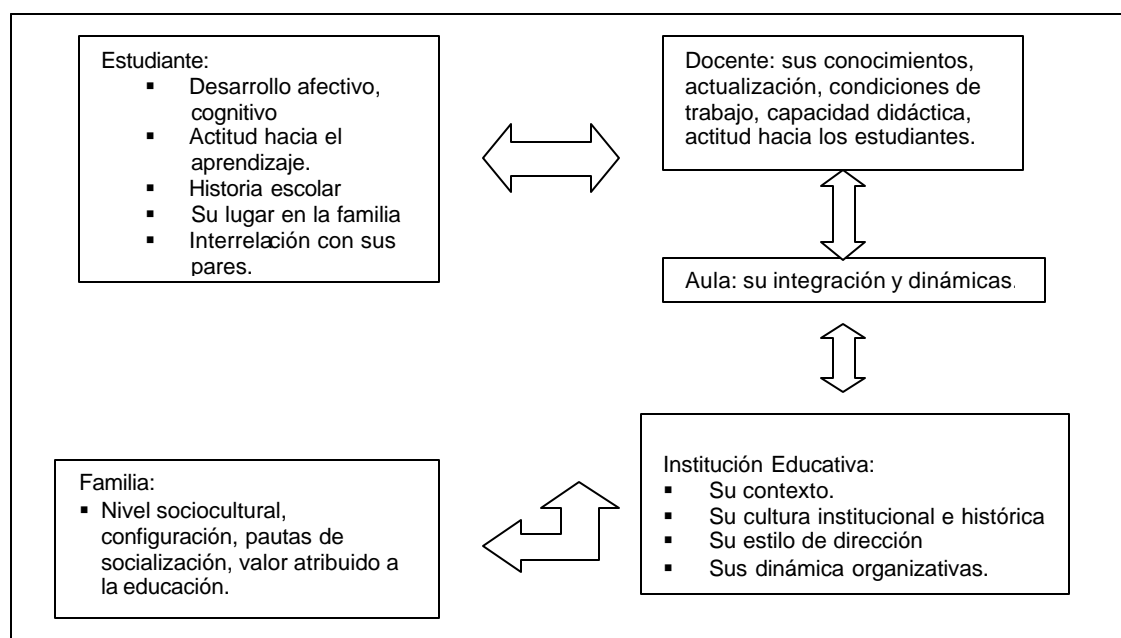 Estudiante:
▪ Desarrollo afectivo,
cognitivo
▪ Actitud hacia el
aprendizaje.
▪ Historia escolar
▪ Su lugar en la familia
▪ Interrelación con sus
pares.
Docente: sus conocimientos,
actualización, condiciones de
trabajo, capacidad didáctica,
actitud hacia los estudiantes.
Aula: su integración y dinámicas.
Familia:
▪ Nivel sociocultural,
configuración, pautas de
socialización, valor atribuido a
la educación.
Institución Educativa:
▪ Su contexto.
▪ Su cultura institucional e histórica
▪ Su estilo de dirección
▪ Sus dinámica organizativas.